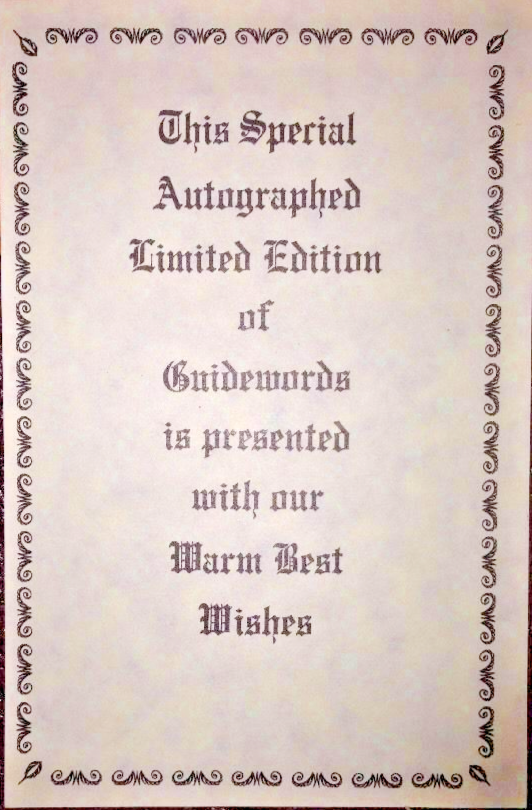 This Special
Autographed
Limited Edition
of
Guidewords
is presented
with our
Warm Best
Wishes